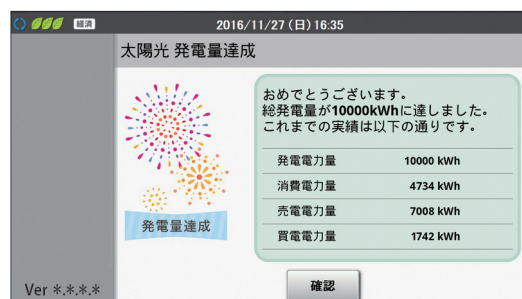 経済 2016/11/27 (日) 16:35
太陽光 発電量達成
おめでとうございます。
総発電量が10000kWhに達しました。
これまでの実績は以下の通りです。
発電電力量 10000 kWh
消費電力量 4734 kWh
売電電力量 7008 kWh
買電電力量 1742 kWh
発電量達成
Ver *.*.*.*
確認